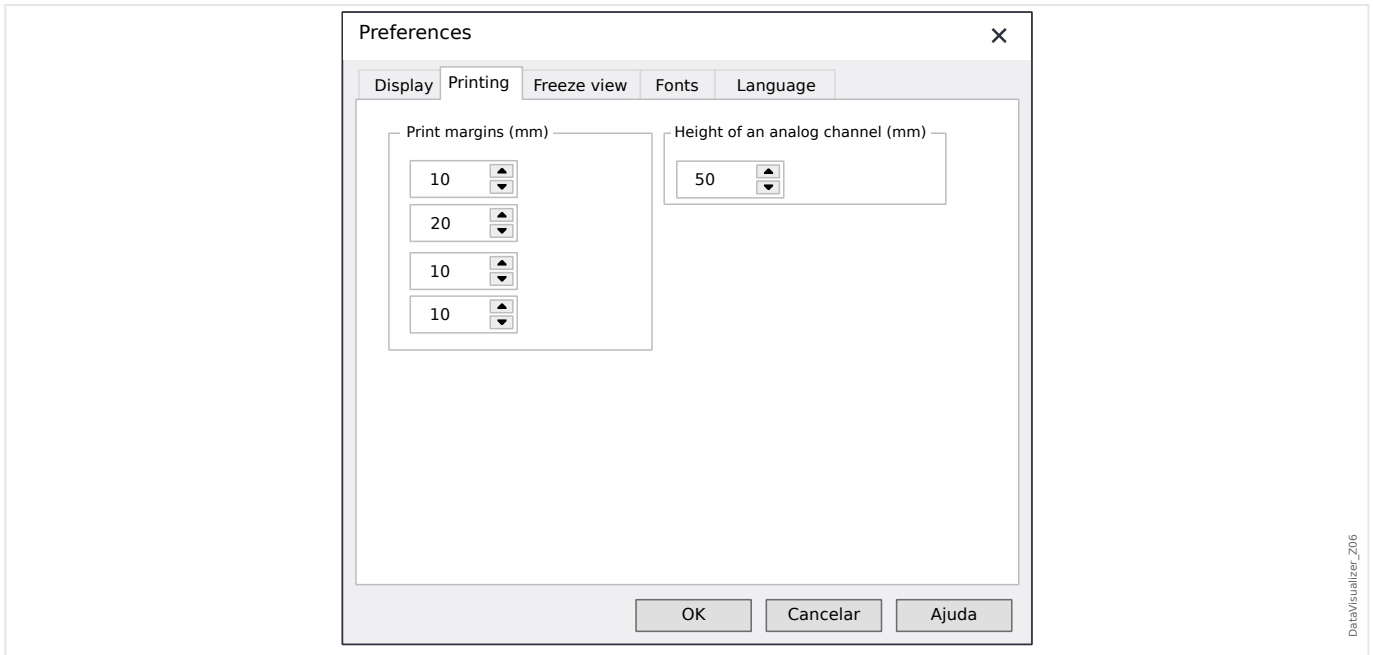 Preferences
Display Printing Freeze view Fonts Language
Print margins (mm) Height of an analog channel (mm)
10 50
20
10
10
OK Cancelar Ajuda
DataVisualizer_Z06